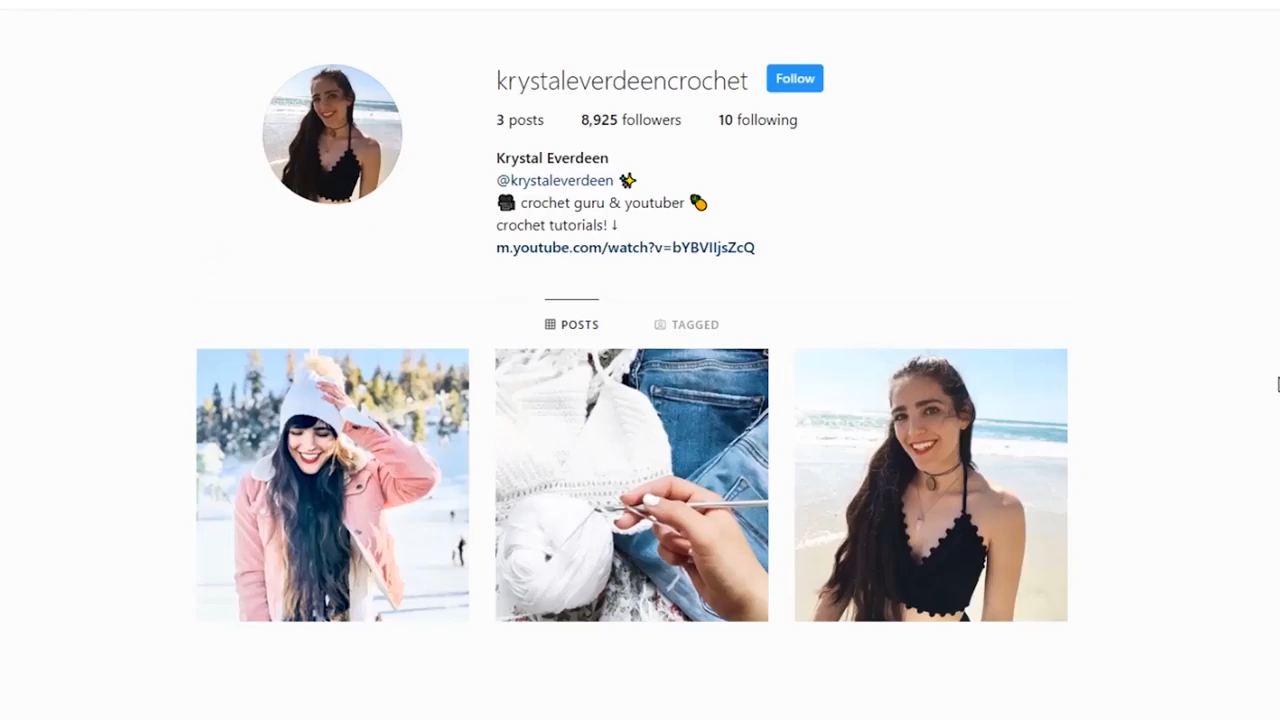 krystaleverdeencrochet Follow
3 posts 8,925 followers 10 following
Krystal Everdeen
@krystaleverdeen ✨
🎥 crochet guru & youtuber 🍍
crochet tutorials! ↓
m.youtube.com/watch?v=bYBVIIjsZcQ
POSTS TAGGED